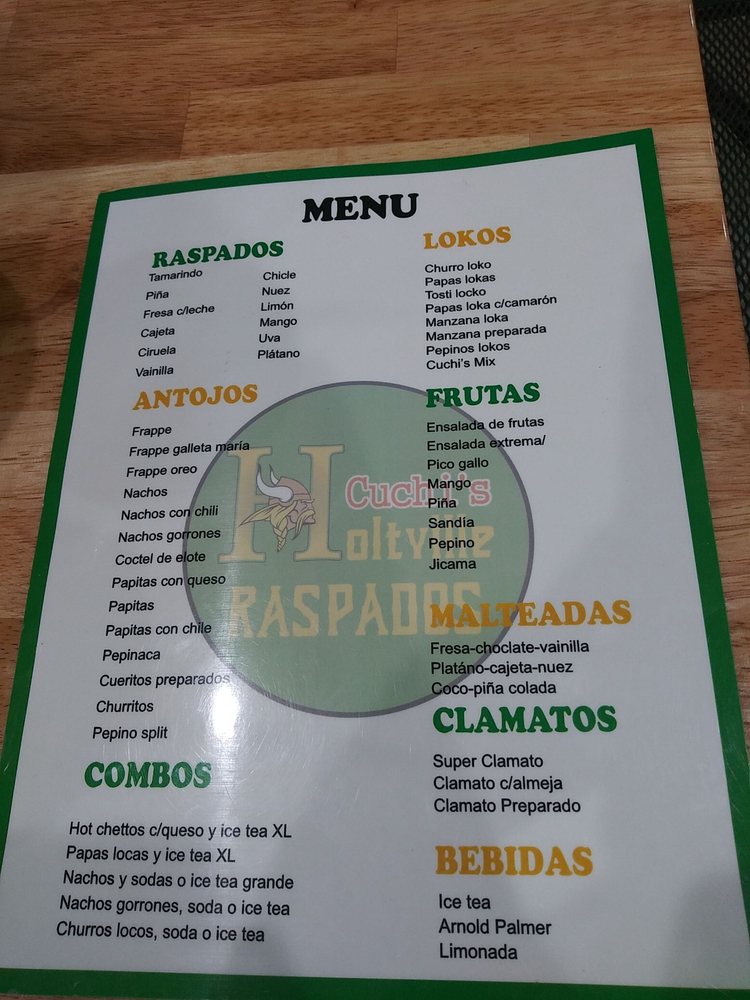 MENU
RASPADOS
Tamarindo
Piña
Fresa c/leche
Cajeta
Ciruela
Vainilla
Chicle
Nuez
Limón
Mango
Uva
Plátano
ANTOJOS
Frappe
Frappe galleta maría
Frappe oreo
Nachos
Nachos con chili
Nachos gorrones
Coctel de elote
Papitas con queso
Papitas
Papitas con chile
Pepinaca
Cueritos preparados
Churritos
Pepino split
COMBOS
Hot chettos c/queso y ice tea XL
Papas locas y ice tea XL
Nachos y sodas o ice tea grande
Nachos gorrones, soda o ice tea
Churros locos, soda o ice tea
LOKOS
Churro loko
Papas lokas
Tosti locko
Papas loka c/camarón
Manzana loka
Manzana preparada
Pepinos lokos
Cuchi's Mix
FRUTAS
Ensalada de frutas
Ensalada extrema/
Pico gallo
Mango
Piña
Sandía
Pepino
Jicama
MALTEADAS
Fresa-choclate-vainilla
Platáno-cajeta-nuez
Coco-piña colada
CLAMATOS
Super Clamato
Clamato c/almeja
Clamato Preparado
BEBIDAS
Ice tea
Arnold Palmer
Limonada
Cuchi's
Holtville
RASPADOS